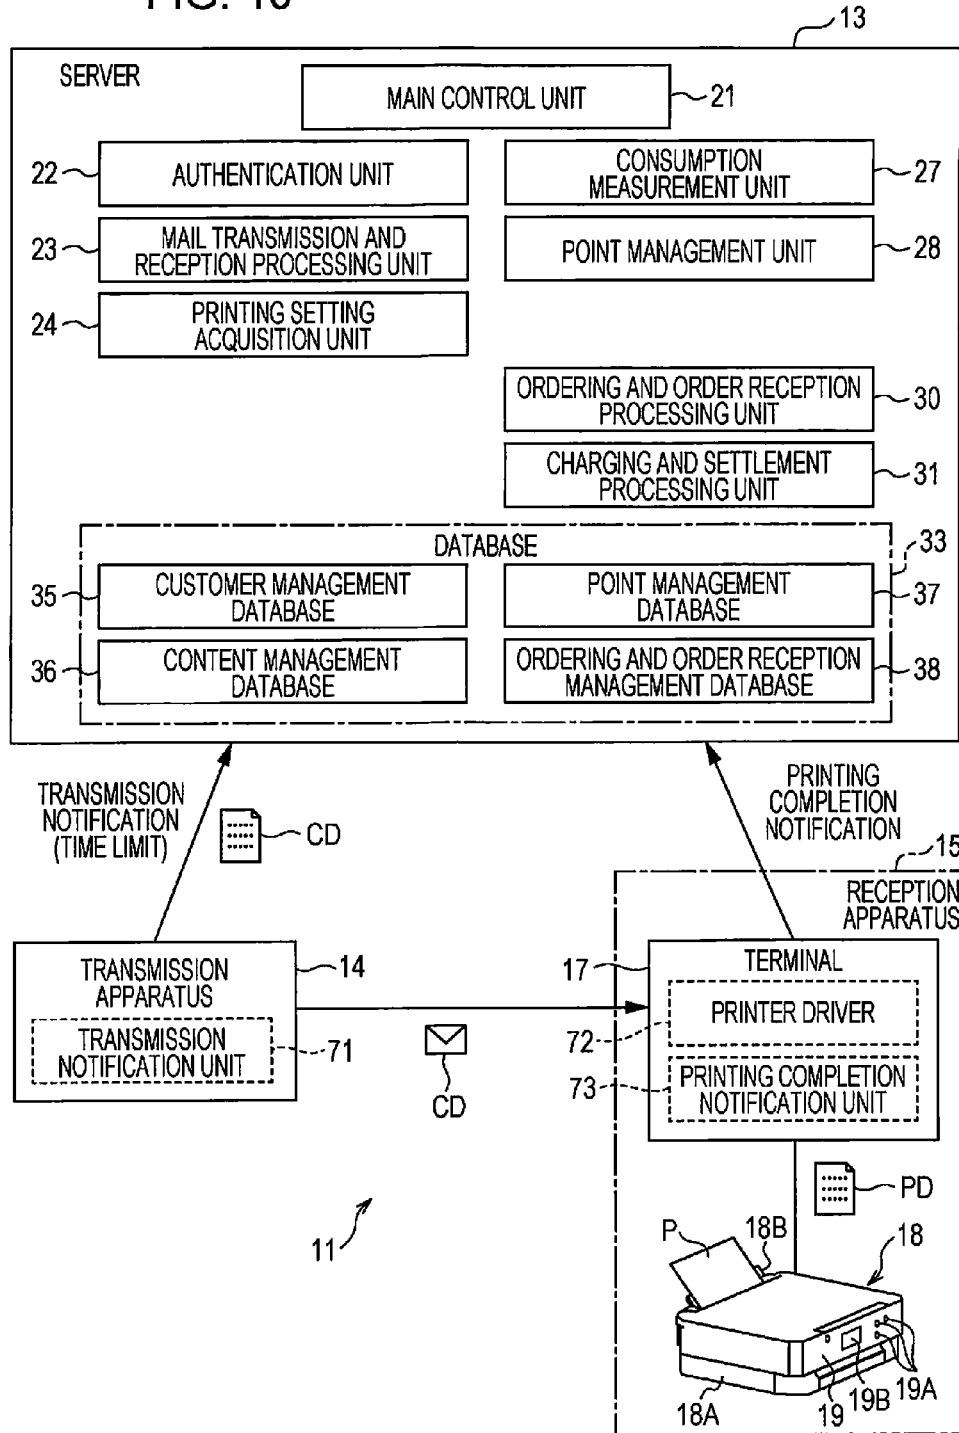 FIG. 10
13
SERVER
MAIN CONTROL UNIT
21
22
AUTHENTICATION UNIT
CONSUMPTION
MEASUREMENT UNIT
27
23
MAIL TRANSMISSION AND
RECEPTION PROCESSING UNIT
POINT MANAGEMENT UNIT
28
24
PRINTING SETTING
ACQUISITION UNIT
ORDERING AND ORDER RECEPTION
PROCESSING UNIT
30
CHARGING AND SETTLEMENT
PROCESSING UNIT
31
DATABASE
33
35
CUSTOMER MANAGEMENT
DATABASE
POINT MANAGEMENT
DATABASE
37
36
CONTENT MANAGEMENT
DATABASE
ORDERING AND ORDER RECEPTION
MANAGEMENT DATABASE
38
TRANSMISSION
NOTIFICATION
(TIME LIMIT)
CD
PRINTING
COMPLETION
NOTIFICATION
15
RECEPTION
APPARATUS
14
TRANSMISSION
APPARATUS
TRANSMISSION
NOTIFICATION UNIT
71
CD
17
TERMINAL
PRINTER DRIVER
72
73
PRINTING COMPLETION
NOTIFICATION UNIT
PD
11
P
18B
18
18A
19
19B
19A